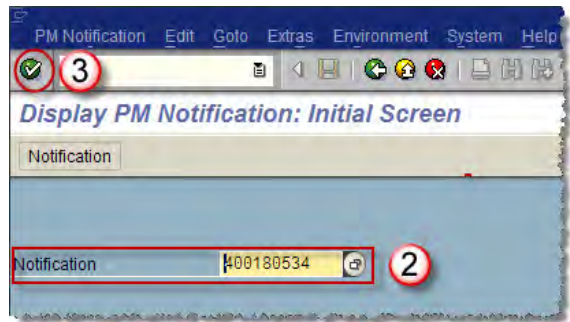 PM Notification Edit Goto Extras Environment System Help
3
Display PM Notification: Initial Screen
Notification
Notification 400180534 2